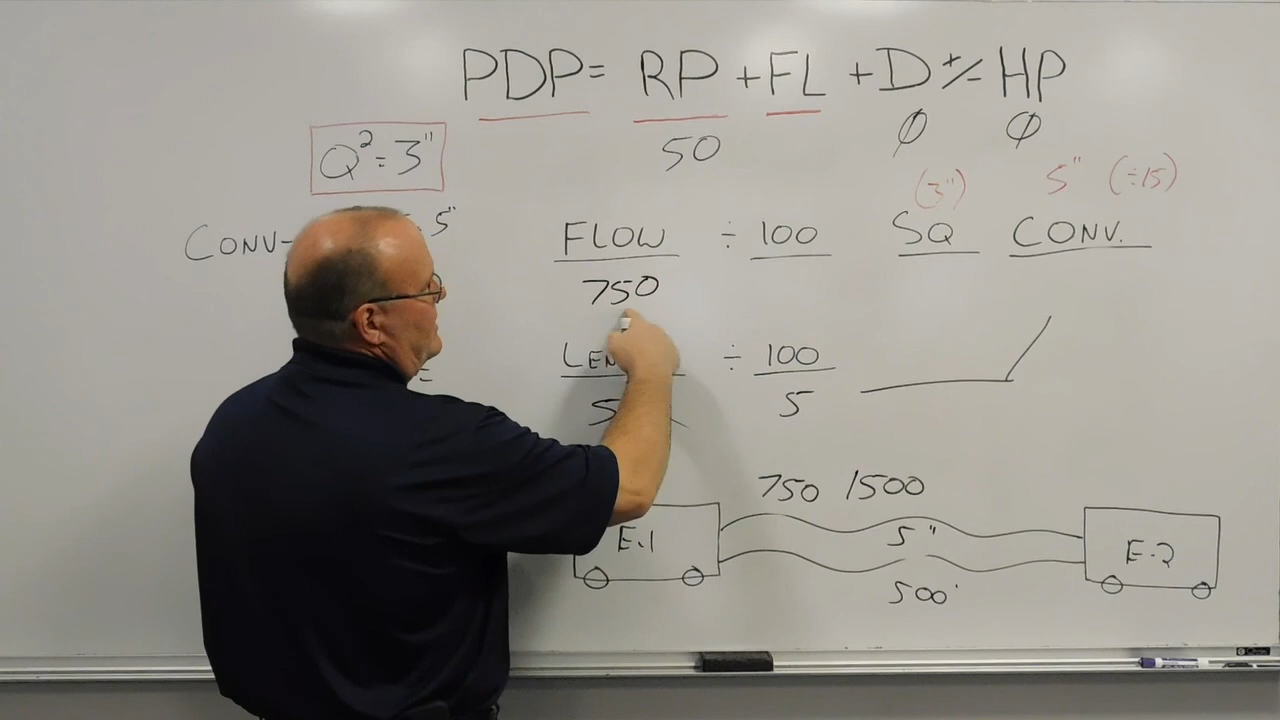 PDP = RP + FL + D +/- HP
50 Ø Ø
Q² = 3"
(3") 5" (÷15)
CONV- 5"
FLOW ÷ 100 SQ CONV.
750
÷ 100
=
5
750 1500
E.1 5" E-2
500'